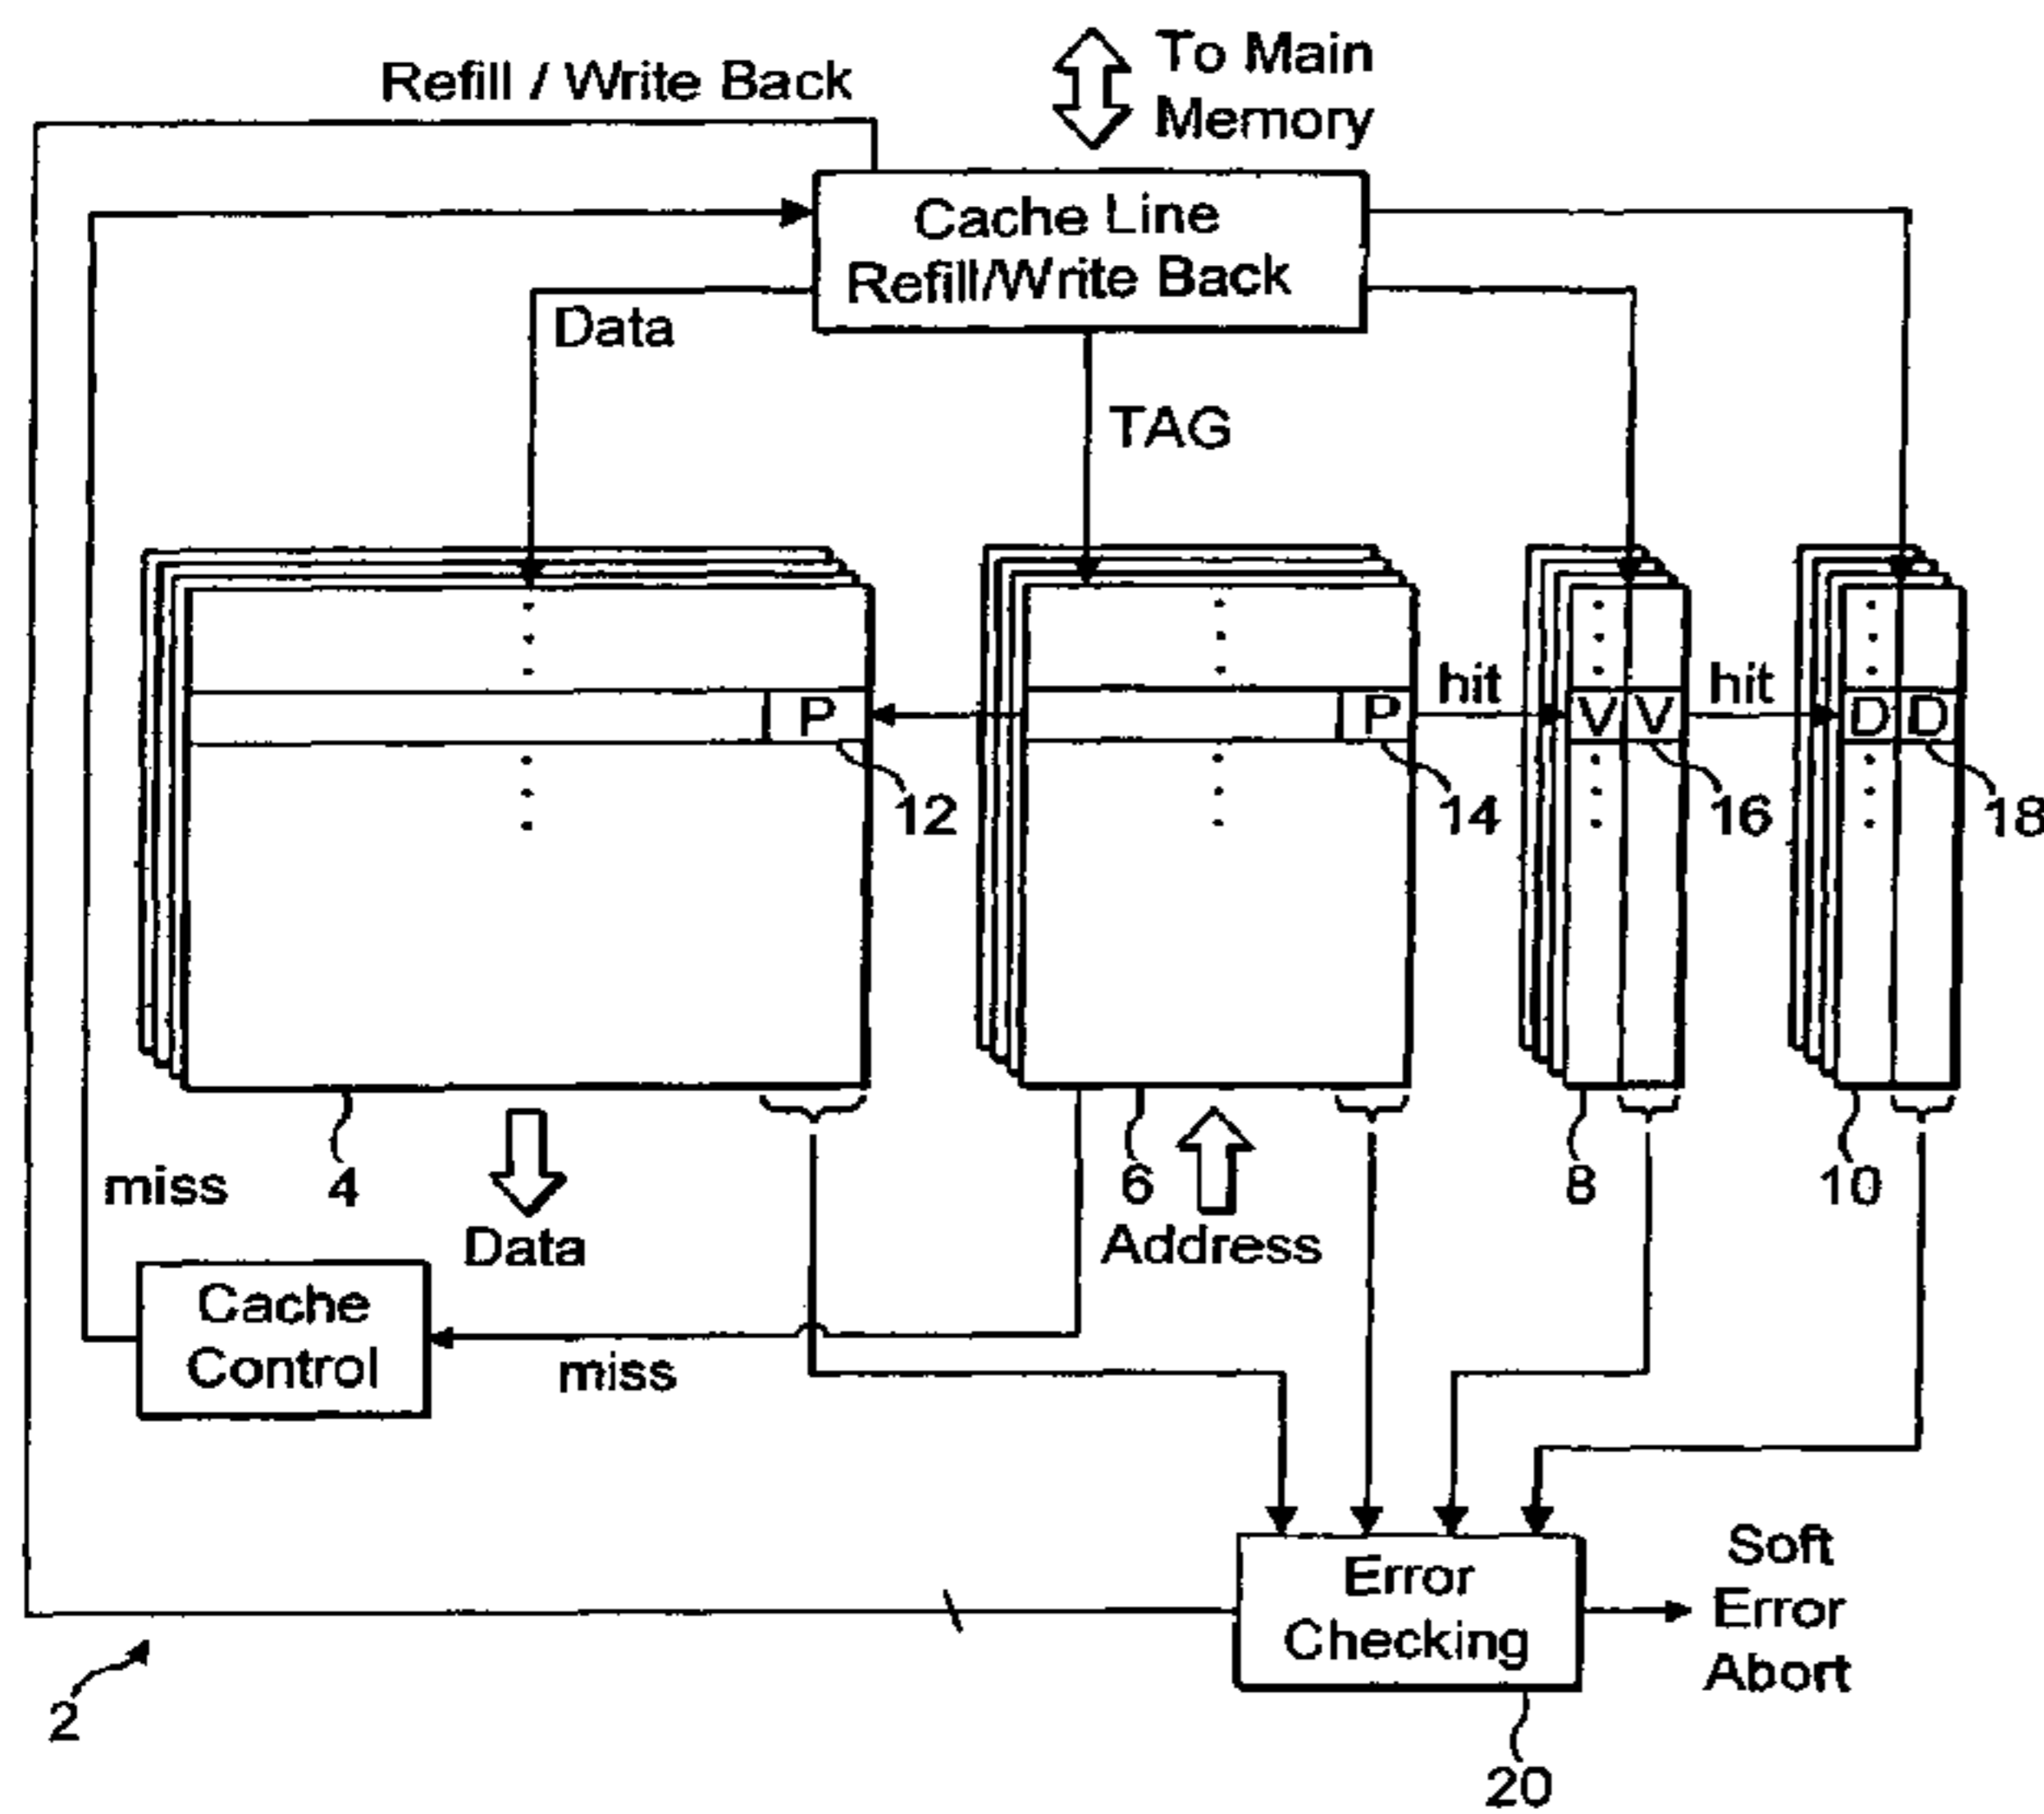 Refill / Write Back
To Main
Memory
Cache Line
Refill/Write Back
Data
TAG
hit
hit
P
P
V V
D D
12
14
16
18
miss
4
Data
6
Address
8
10
Cache
Control
miss
Error
Checking
Soft
Error
Abort
2
20